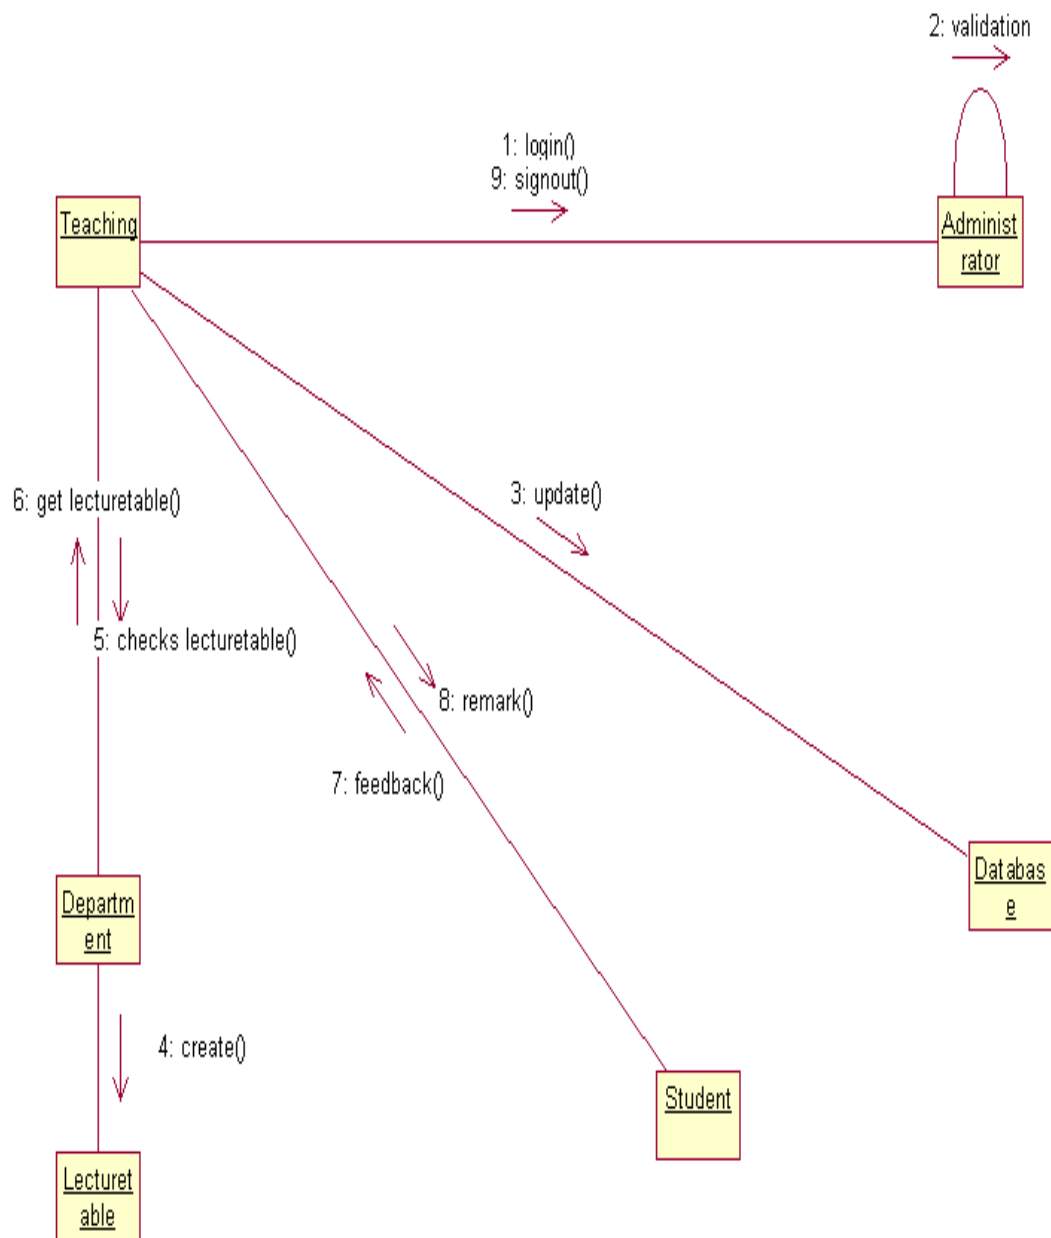 2: validation
1: login()
9: signout()
Teaching
Administ
rator
6: get lecturetable()
3: update()
5: checks lecturetable()
8: remark()
7: feedback()
Databas
e
Departm
ent
4: create()
Student
Lecturet
able